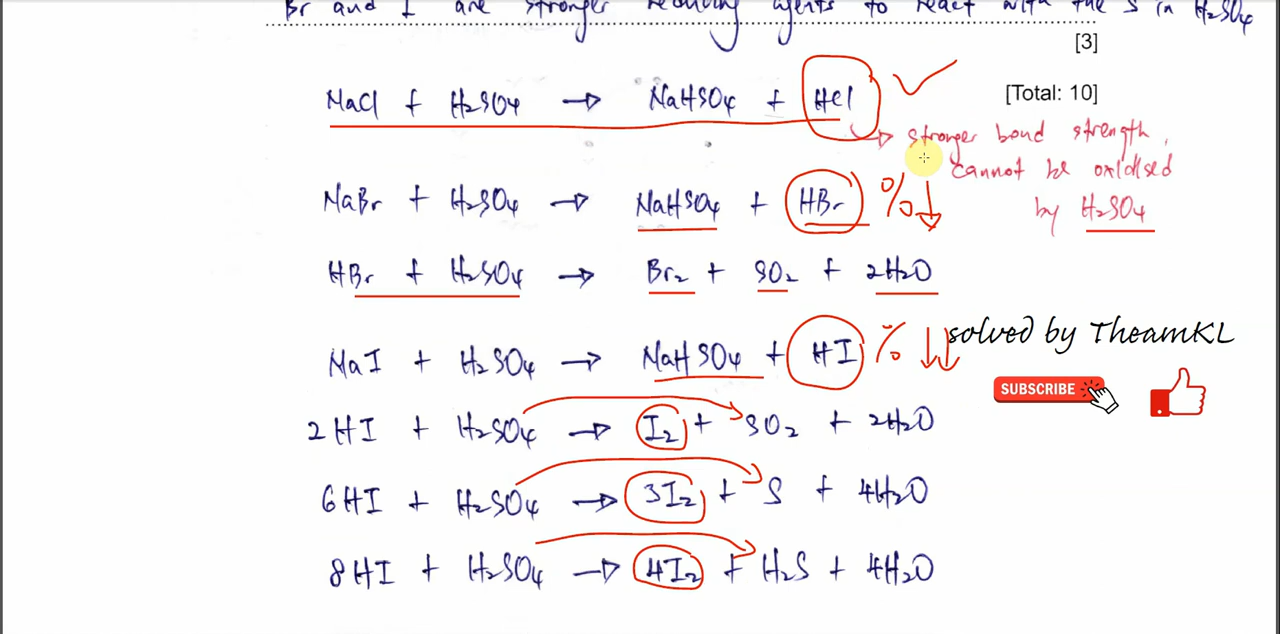 Br and I are stronger reducing agents to react with the S in H₂SO₄
[3]
NaCl + H₂SO₄ → NaHSO₄ + HCl ✓
[Total: 10]
→ stronger bond strength,
cannot be oxidised
by H₂SO₄
NaBr + H₂SO₄ → NaHSO₄ + HBr % ↓
HBr + H₂SO₄ → Br₂ + SO₂ + 2H₂O
NaI + H₂SO₄ → NaHSO₄ + HI % ↓↓
solved by TheamKL
SUBSCRIBE
2HI + H₂SO₄ → I₂ + SO₂ + 2H₂O
6HI + H₂SO₄ → 3I₂ + S + 4H₂O
8HI + H₂SO₄ → 4I₂ + H₂S + 4H₂O